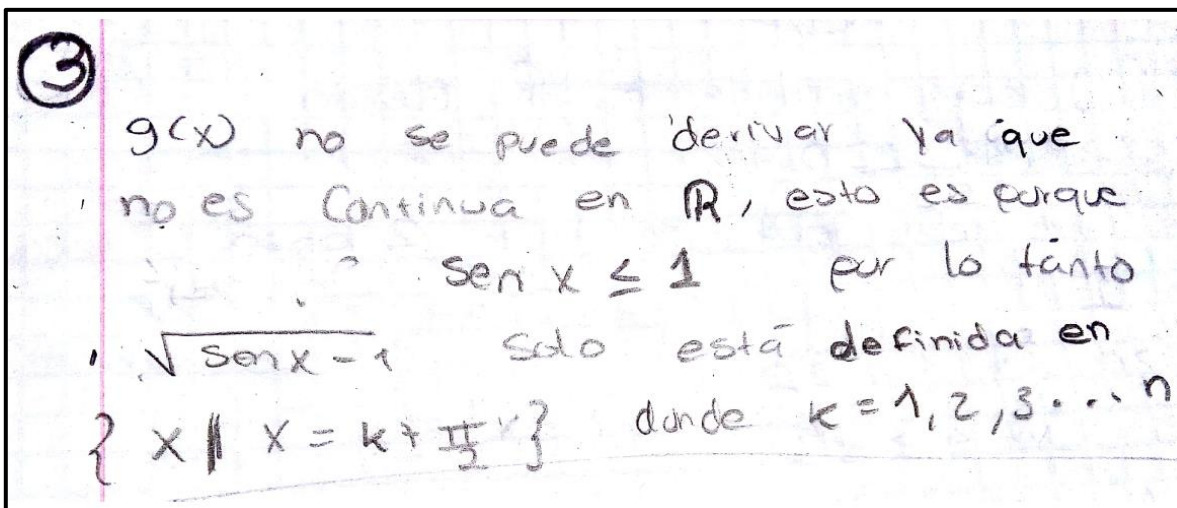 3
g(x) no se puede derivar ya que
no es Continua en ℝ, esto es porque
sen x ≤ 1 por lo tanto
√(sen x - 1) solo está definida en
{ x | x = k + π/2 } donde k = 1, 2, 3 ... n